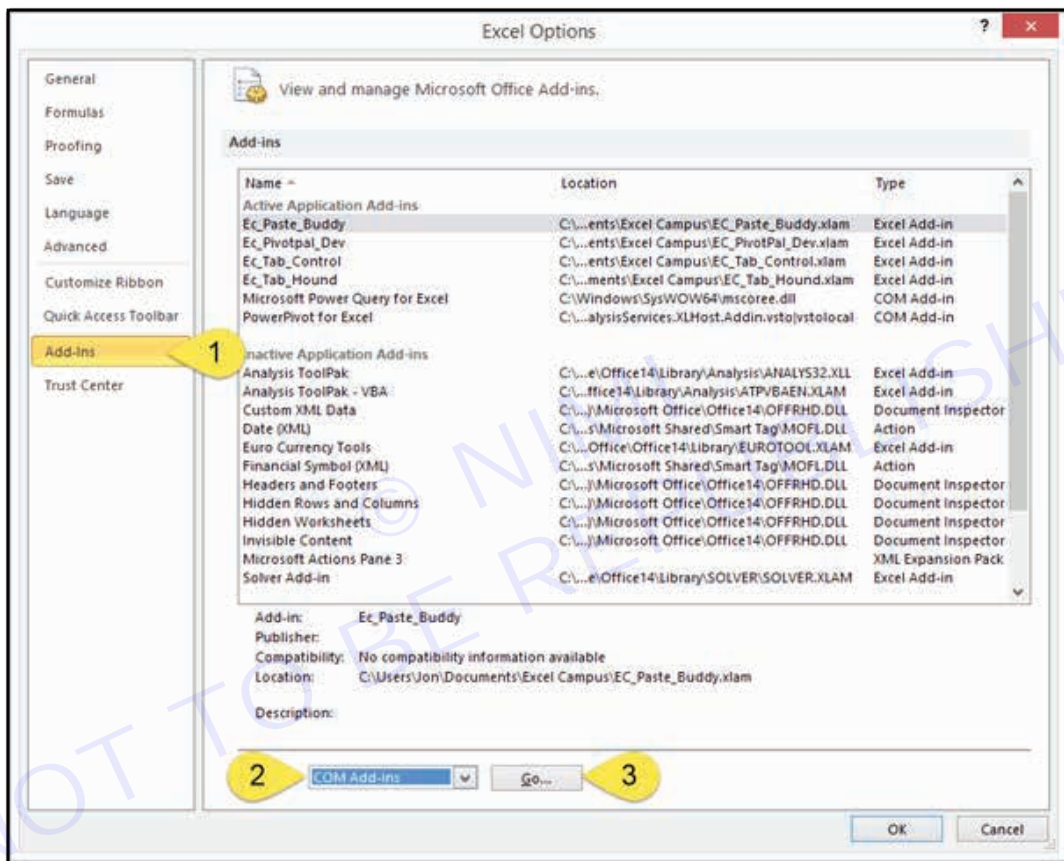 Excel Options
?
General
Formulas
Proofing
Save
Language
Advanced
Customize Ribbon
Quick Access Toolbar
Add-Ins
Trust Center
1
View and manage Microsoft Office Add-ins.
Add-ins
Name Location Type
Active Application Add-ins
Ec_Paste_Buddy C:\...ents\Excel Campus\EC_Paste_Buddy.xlam Excel Add-in
Ec_Pivotpal_Dev C:\...ents\Excel Campus\EC_PivotPal_Dev.xlam Excel Add-in
Ec_Tab_Control C:\...ents\Excel Campus\EC_Tab_Control.xlam Excel Add-in
Ec_Tab_Hound C:\...ments\Excel Campus\EC_Tab_Hound.xlam Excel Add-in
Microsoft Power Query for Excel C:\Windows\SysWOW64\mscoree.dll COM Add-in
PowerPivot for Excel C:\...alysisServices.XLHost.Addin.vsto|vstolocal COM Add-in
Inactive Application Add-ins
Analysis ToolPak C:\...e\Office14\Library\Analysis\ANALYS32.XLL Excel Add-in
Analysis ToolPak - VBA C:\...ffice14\Library\Analysis\ATPVBAEN.XLAM Excel Add-in
Custom XML Data C:\...)\Microsoft Office\Office14\OFFRHD.DLL Document Inspector
Date (XML) C:\...s\Microsoft Shared\Smart Tag\MOFL.DLL Action
Euro Currency Tools C:\...Office\Office14\Library\EUROTOOL.XLAM Excel Add-in
Financial Symbol (XML) C:\...s\Microsoft Shared\Smart Tag\MOFL.DLL Action
Headers and Footers C:\...)\Microsoft Office\Office14\OFFRHD.DLL Document Inspector
Hidden Rows and Columns C:\...)\Microsoft Office\Office14\OFFRHD.DLL Document Inspector
Hidden Worksheets C:\...)\Microsoft Office\Office14\OFFRHD.DLL Document Inspector
Invisible Content C:\...)\Microsoft Office\Office14\OFFRHD.DLL Document Inspector
Microsoft Actions Pane 3 XML Expansion Pack
Solver Add-in C:\...e\Office14\Library\SOLVER\SOLVER.XLAM Excel Add-in
Add-in: Ec_Paste_Buddy
Publisher:
Compatibility: No compatibility information available
Location: C:\Users\Jon\Documents\Excel Campus\EC_Paste_Buddy.xlam
Description:
2 COM Add-ins Go... 3
OK Cancel
© NIMI
NOT TO BE REPUBLISH